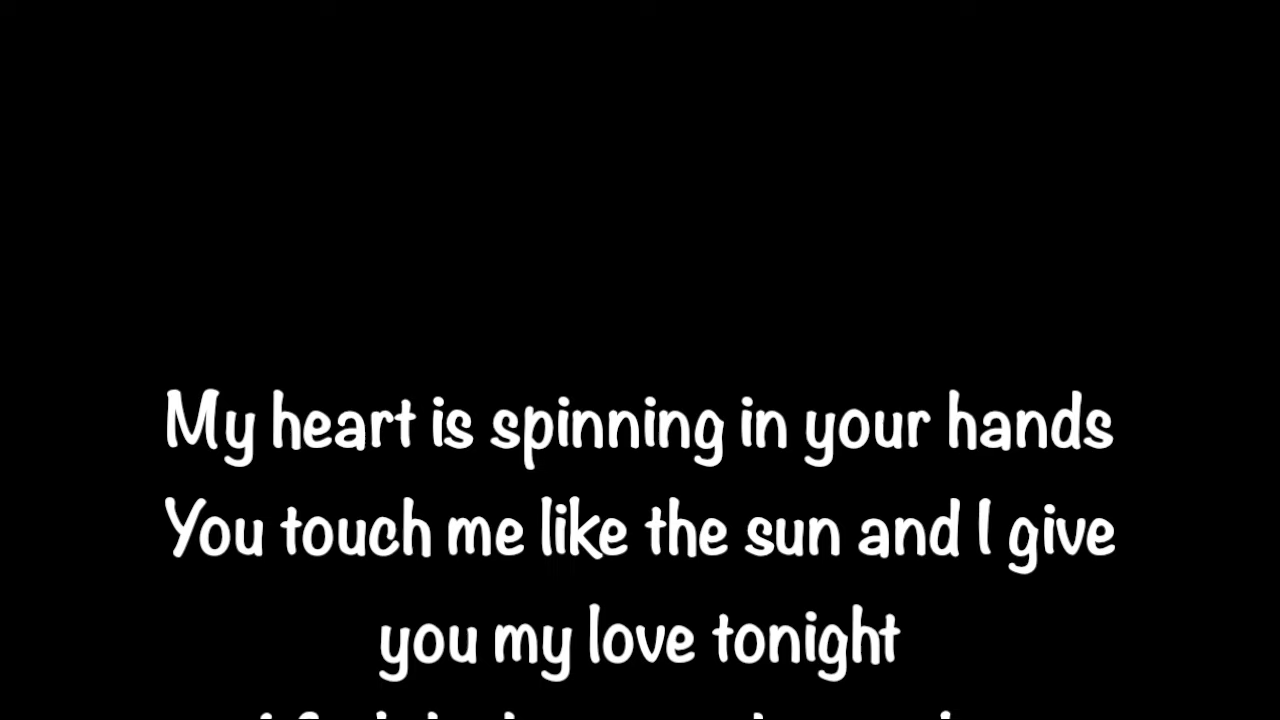 My heart is spinning in your hands
You touch me like the sun and I give
you my love tonight